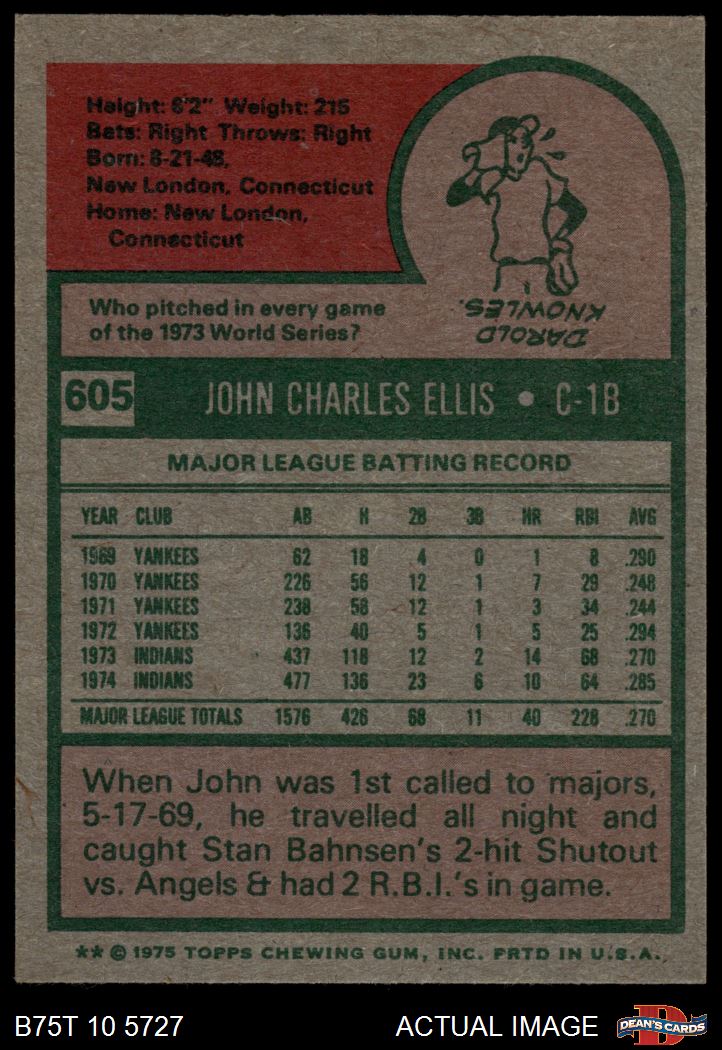 Height: 6'2" Weight: 215
Bats: Right Throws: Right
Born: 8-21-48,
New London, Connecticut
Home: New London,
Connecticut
Who pitched in every game
of the 1973 World Series?
DAROLD
KNOWLES.
605 JOHN CHARLES ELLIS • C-1B
MAJOR LEAGUE BATTING RECORD
YEAR CLUB AB H 2B 3B HR RBI AVG
1969 YANKEES 62 18 4 0 1 8 .290
1970 YANKEES 226 56 12 1 7 29 .248
1971 YANKEES 238 58 12 1 3 34 .244
1972 YANKEES 136 40 5 1 5 25 .294
1973 INDIANS 437 118 12 2 14 68 .270
1974 INDIANS 477 136 23 6 10 64 .285
MAJOR LEAGUE TOTALS 1576 426 68 11 40 228 .270
When John was 1st called to majors,
5-17-69, he travelled all night and
caught Stan Bahnsen's 2-hit Shutout
vs. Angels & had 2 R.B.I.'s in game.
** © 1975 TOPPS CHEWING GUM, INC. PRTD IN U.S.A.
B75T 10 5727 ACTUAL IMAGE
DEAN'S CARDS